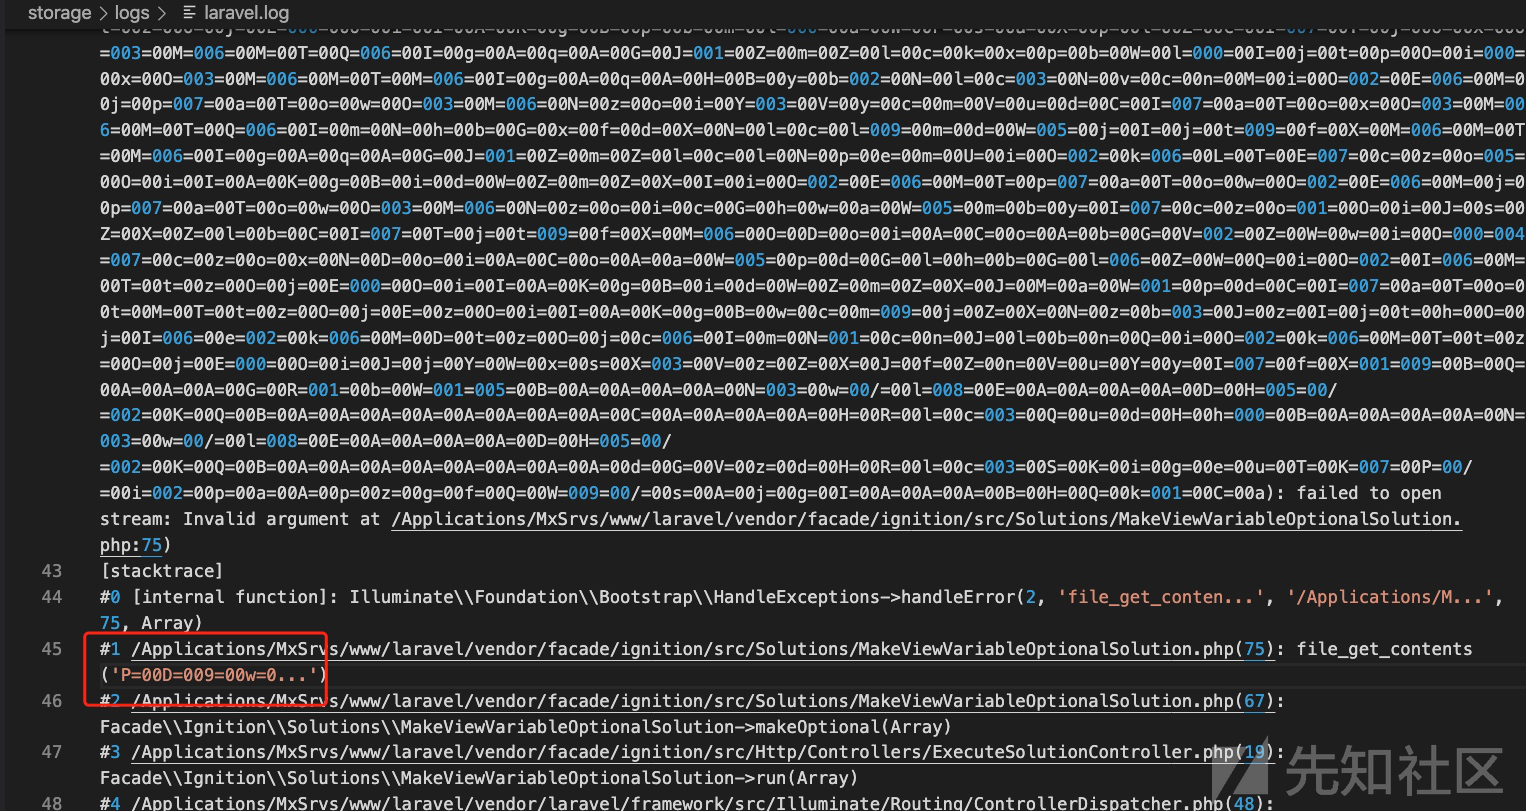 storage > logs > laravel.log
=003=00M=006=00M=00T=00Q=006=00I=00g=00A=00q=00A=00G=00J=001=00Z=00m=00Z=00l=00c=00k=00x=00p=00b=00W=00l=000=00I=00j=00t=00p=00O=00i=000=
00x=00O=003=00M=006=00M=00T=00M=006=00I=00g=00A=00q=00A=00H=00B=00y=00b=002=00N=00l=00c=003=00N=00v=00c=00n=00M=00i=00O=002=00E=006=00M=0
0j=00p=007=00a=00T=00o=00w=00O=003=00M=006=00N=00z=00o=00i=00Y=003=00V=00y=00c=00m=00V=00u=00d=00C=00I=007=00a=00T=00o=00x=00O=003=00M=00
6=00M=00T=00Q=006=00I=00m=00N=00h=00b=00G=00x=00f=00d=00X=00N=00l=00c=00l=009=00m=00d=00W=005=00j=00I=00j=00t=009=00f=00X=00M=006=00M=00T
=00M=006=00I=00g=00A=00q=00A=00G=00J=001=00Z=00m=00Z=00l=00c=00l=00N=00p=00e=00m=00U=00i=00O=002=00k=006=00L=00T=00E=007=00c=00z=00o=005=
00O=00i=00I=00A=00K=00g=00B=00i=00d=00W=00Z=00m=00Z=00X=00I=00i=00O=002=00E=006=00M=00T=00p=007=00a=00T=00o=00w=00O=002=00E=006=00M=00j=0
0p=007=00a=00T=00o=00w=00O=003=00M=006=00N=00z=00o=00i=00c=00G=00h=00w=00a=00W=005=00m=00b=00y=00I=007=00c=00z=00o=001=00O=00i=00J=00s=00
Z=00X=00Z=00l=00b=00C=00I=007=00T=00j=00t=009=00f=00X=00M=006=00O=00D=00o=00i=00A=00C=00o=00A=00b=00G=00V=002=00Z=00W=00w=00i=00O=000=004
=007=00c=00z=00o=00x=00N=00D=00o=00i=00A=00C=00o=00A=00a=00W=005=00p=00d=00G=00l=00h=00b=00G=00l=006=00Z=00W=00Q=00i=00O=002=00I=006=00M=
00T=00t=00z=00O=00j=00E=000=00O=00i=00I=00A=00K=00g=00B=00i=00d=00W=00Z=00m=00Z=00X=00J=00M=00a=00W=001=00p=00d=00C=00I=007=00a=00T=00o=0
0t=00M=00T=00t=00z=00O=00j=00E=00z=00O=00i=00I=00A=00K=00g=00B=00w=00c=00m=009=00j=00Z=00X=00N=00z=00b=003=00J=00z=00I=00j=00t=00h=00O=00
j=00I=006=00e=002=00k=006=00M=00D=00t=00z=00O=00j=00c=006=00I=00m=00N=001=00c=00n=00J=00l=00b=00n=00Q=00i=00O=002=00k=006=00M=00T=00t=00z
=00O=00j=00E=000=00O=00i=00J=00j=00Y=00W=00x=00s=00X=003=00V=00z=00Z=00X=00J=00f=00Z=00n=00V=00u=00Y=00y=00I=007=00f=00X=001=009=00B=00Q=
00A=00A=00A=00G=00R=001=00b=00W=001=005=00B=00A=00A=00A=00A=00N=003=00w=00/=00l=008=00E=00A=00A=00A=00A=00D=00H=005=00/
=002=00K=00Q=00B=00A=00A=00A=00A=00A=00A=00A=00C=00A=00A=00A=00A=00H=00R=00l=00c=003=00Q=00u=00d=00H=00h=000=00B=00A=00A=00A=00A=00N=
003=00w=00/=00l=008=00E=00A=00A=00A=00A=00D=00H=005=00/
=002=00K=00Q=00B=00A=00A=00A=00A=00A=00A=00A=00A=00d=00G=00V=00z=00d=00H=00R=00l=00c=003=00S=00K=00i=00g=00e=00u=00T=00K=007=00P=00/
=00i=002=00p=00a=00A=00p=00z=00g=00f=00Q=00W=009=00/=00s=00A=00j=00g=00I=00A=00A=00A=00B=00H=00Q=00k=001=00C=00a): failed to open
stream: Invalid argument at /Applications/MxSrvs/www/laravel/vendor/facade/ignition/src/Solutions/MakeViewVariableOptionalSolution.
php:75)
43 [stacktrace]
44 #0 [internal function]: Illuminate\\Foundation\\Bootstrap\\HandleExceptions->handleError(2, 'file_get_conten...', '/Applications/M...',
75, Array)
45 #1 /Applications/MxSrvs/www/laravel/vendor/facade/ignition/src/Solutions/MakeViewVariableOptionalSolution.php(75): file_get_contents
('P=00D=009=00w=0...')
46 #2 /Applications/MxSrvs/www/laravel/vendor/facade/ignition/src/Solutions/MakeViewVariableOptionalSolution.php(67):
Facade\\Ignition\\Solutions\\MakeViewVariableOptionalSolution->makeOptional(Array)
47 #3 /Applications/MxSrvs/www/laravel/vendor/facade/ignition/src/Http/Controllers/ExecuteSolutionController.php(19):
Facade\\Ignition\\Solutions\\MakeViewVariableOptionalSolution->run(Array)
48 #4 /Applications/MxSrvs/www/laravel/vendor/laravel/framework/src/Illuminate/Routing/ControllerDispatcher.php(48):
先知社区